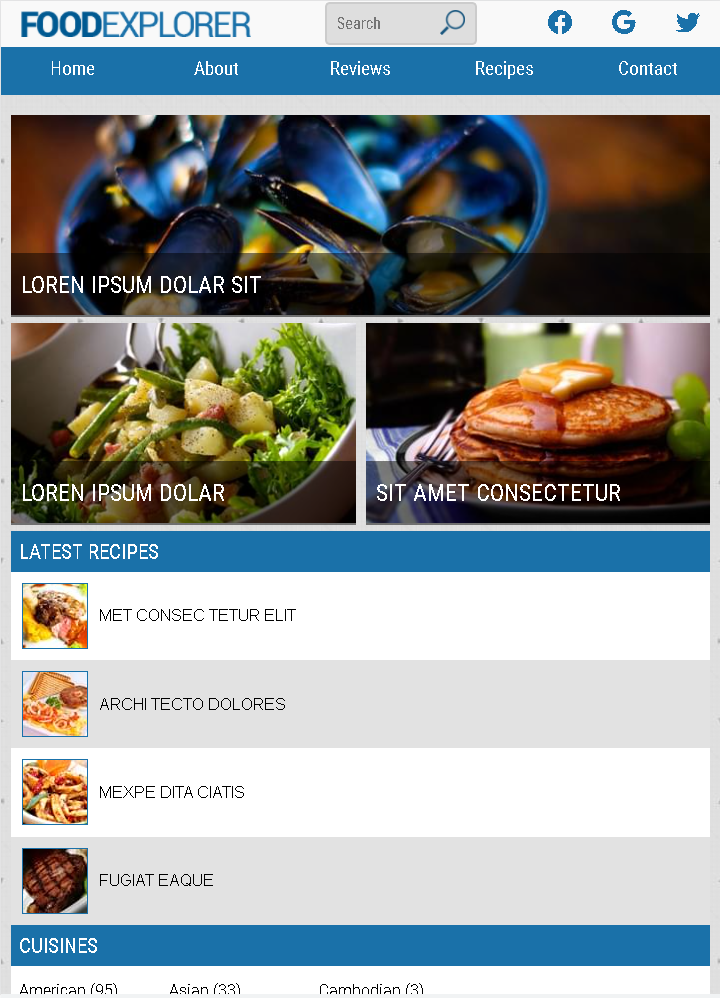 FOODEXPLORER
Search
Home About Reviews Recipes Contact
LOREN IPSUM DOLAR SIT
LOREN IPSUM DOLAR
SIT AMET CONSECTETUR
LATEST RECIPES
MET CONSEC TETUR ELIT
ARCHI TECTO DOLORES
MEXPE DITA CIATIS
FUGIAT EAQUE
CUISINES
American (95) Asian (33) Cambodian (3)